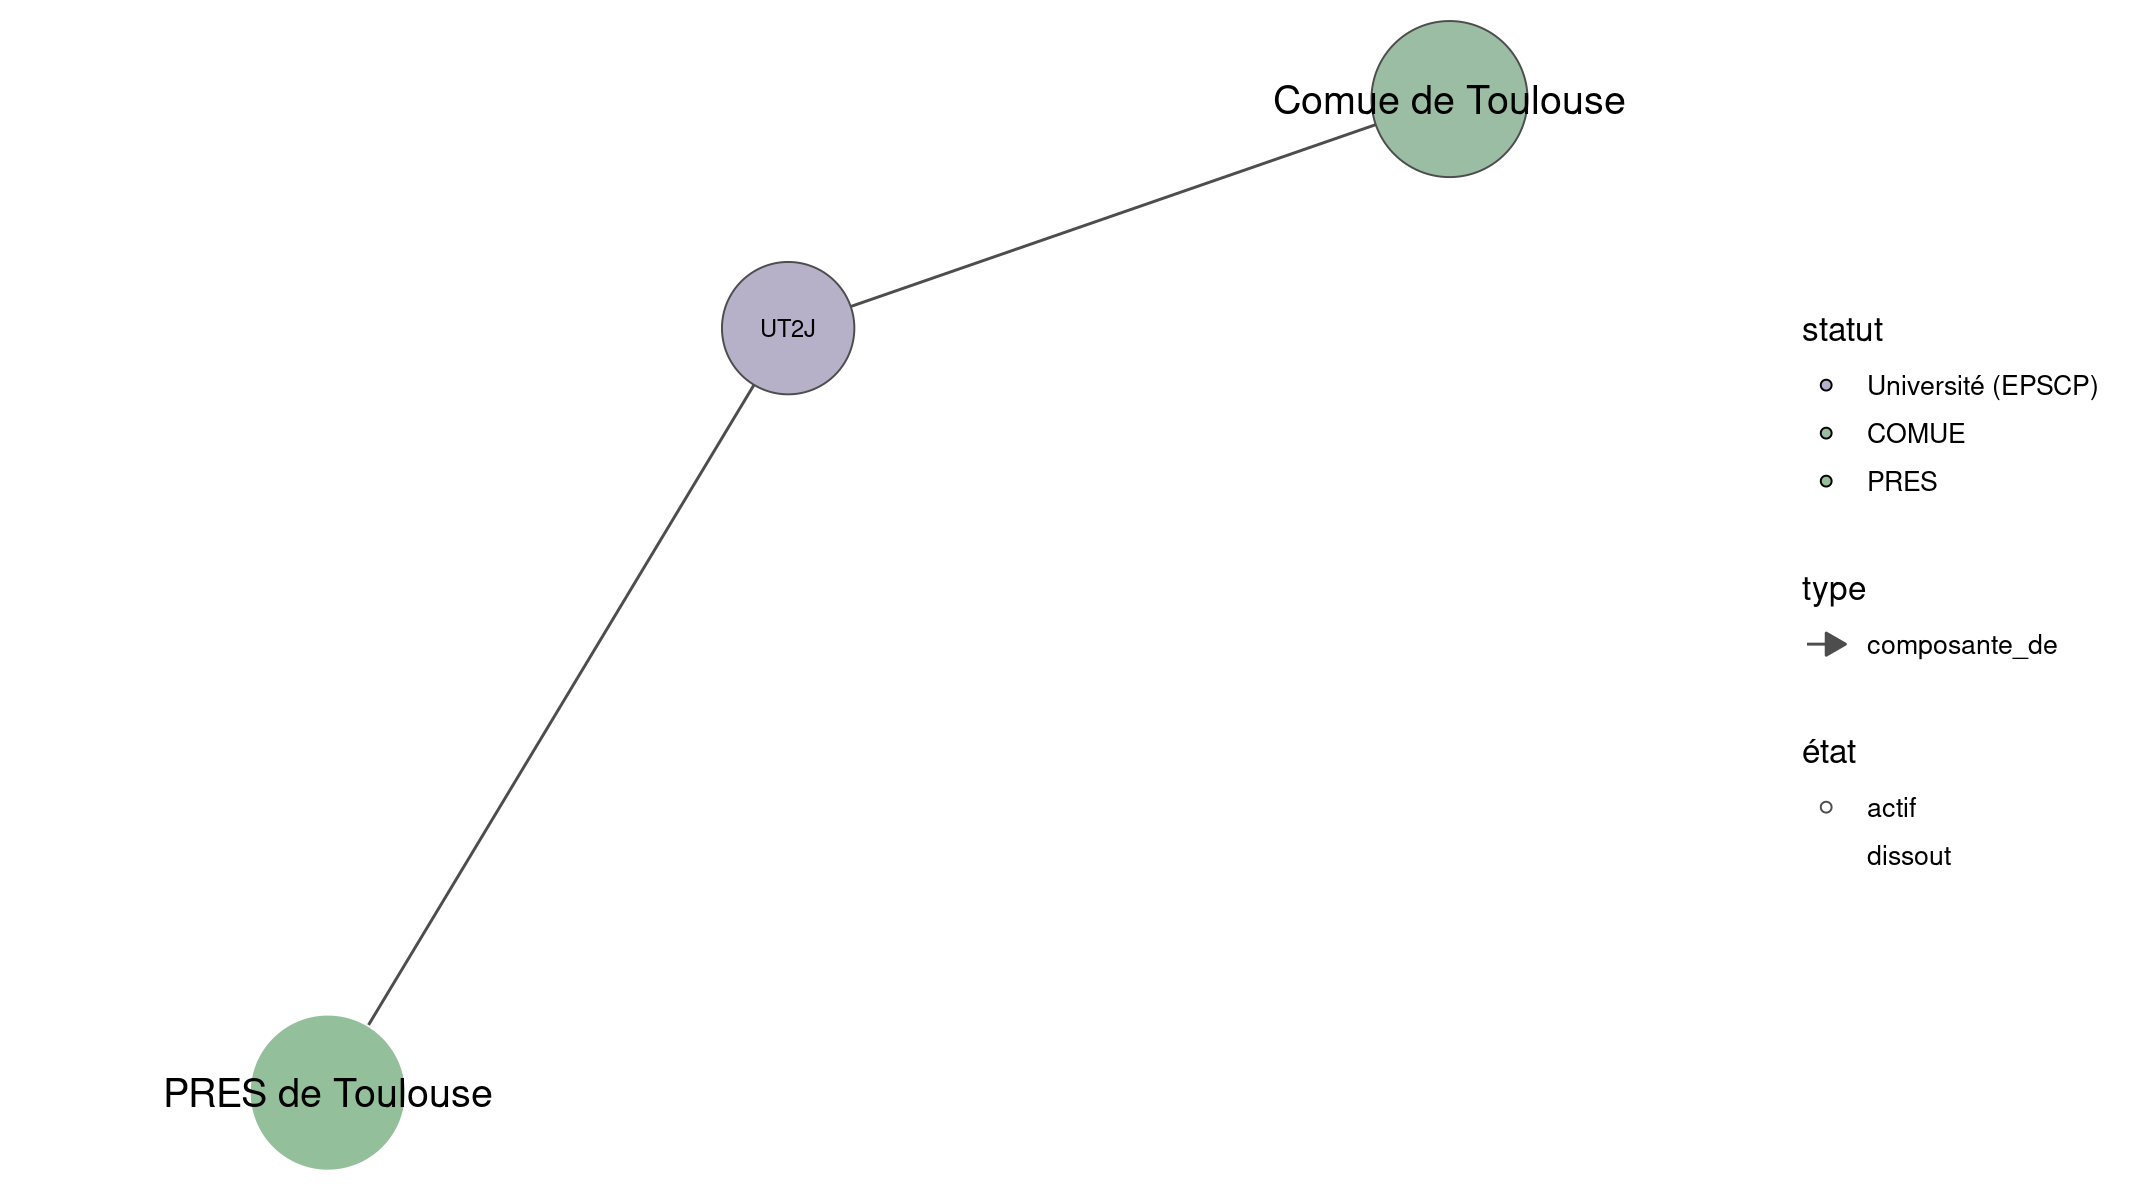 Comue de Toulouse
UT2J
PRES de Toulouse
statut
Université (EPSCP)
COMUE
PRES
type
composante_de
état
actif
dissout